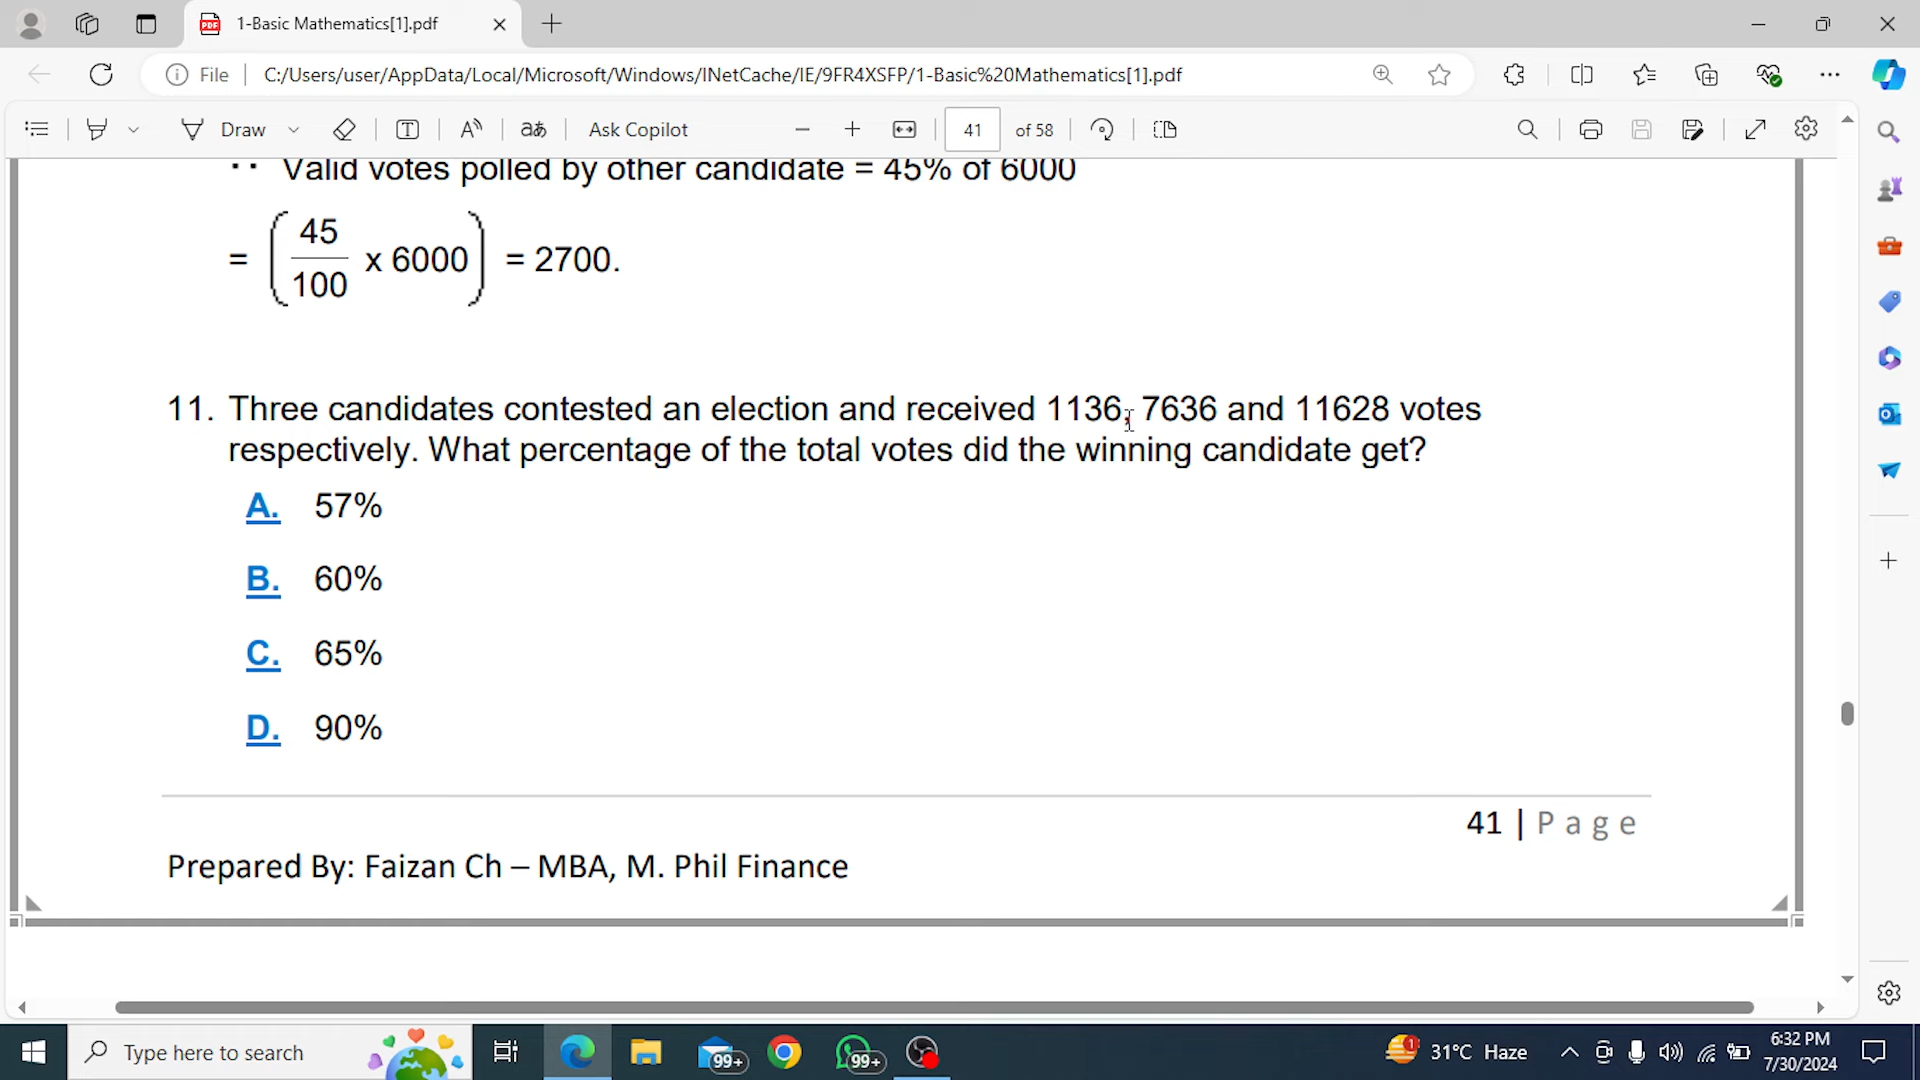 1-Basic Mathematics[1].pdf
File
C:/Users/user/AppData/Local/Microsoft/Windows/INetCache/IE/9FR4XSFP/1-Basic%20Mathematics[1].pdf
Draw
Ask Copilot
41 of 58
Valid votes polled by other candidate = 45% of 6000
= (45/100 x 6000) = 2700.
11. Three candidates contested an election and received 1136, 7636 and 11628 votes
respectively. What percentage of the total votes did the winning candidate get?
A. 57%
B. 60%
C. 65%
D. 90%
41 | Page
Prepared By: Faizan Ch – MBA, M. Phil Finance
Type here to search
99+
99+
1
31°C Haze
6:32 PM
7/30/2024